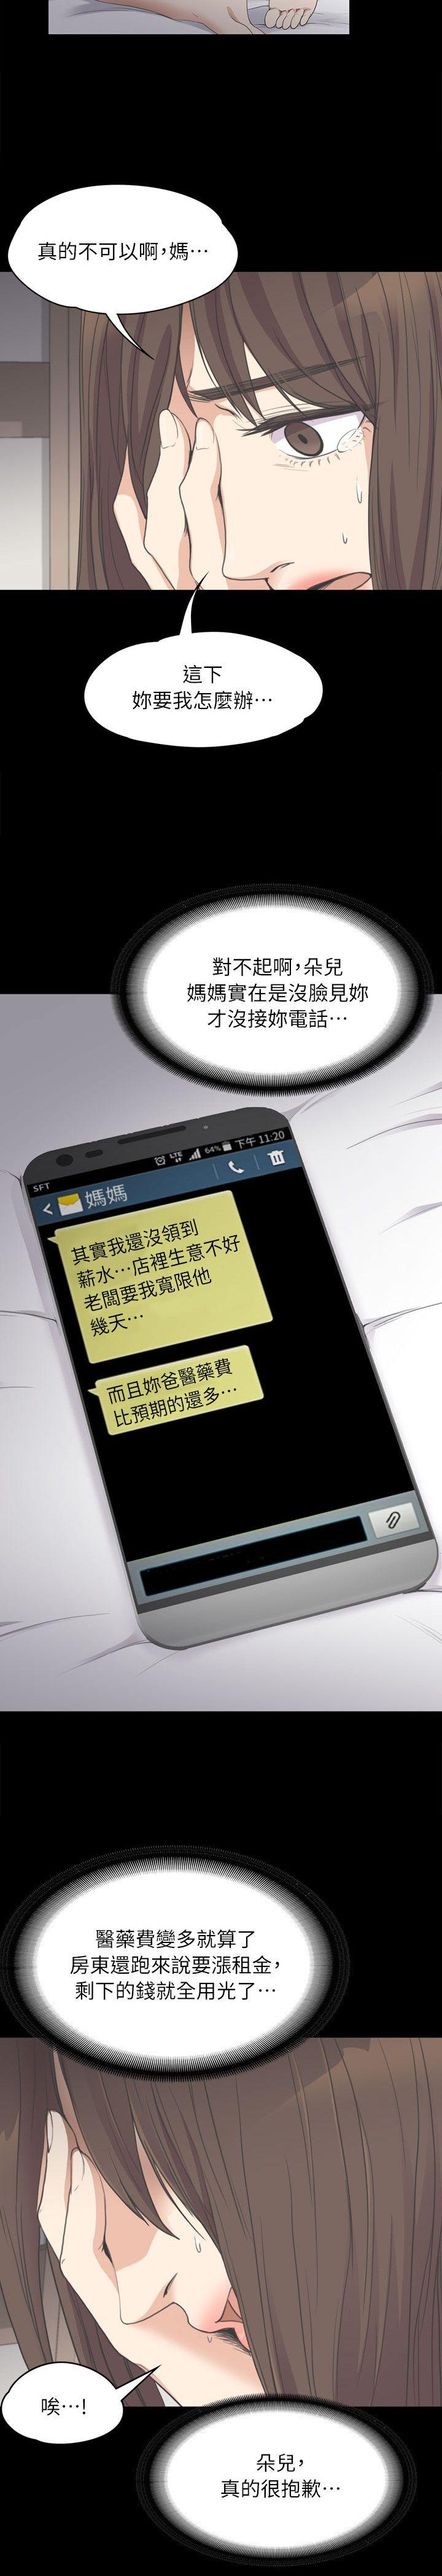 真的不可以啊，媽…
這下
妳要我怎麼辦…
對不起啊，朵兒
媽媽實在是沒臉見妳
才沒接妳電話…
SFT LTE 64% 下午 11:20
媽媽
其實我還沒領到
薪水…店裡生意不好
老闆要我寬限他
幾天…
而且妳爸醫藥費
比預期的還多…
醫藥費變多就算了
房東還跑來說要漲租金，
剩下的錢就全用光了…
唉…!
朵兒，
真的很抱歉…